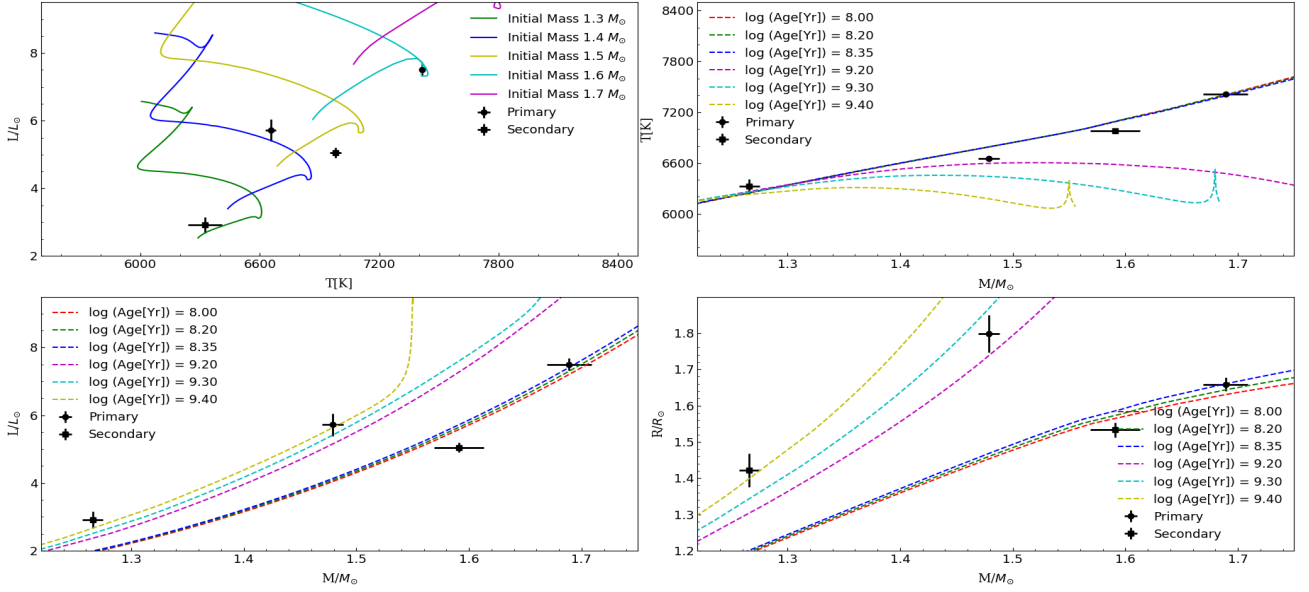 Initial Mass 1.3 M☉
Initial Mass 1.4 M☉
Initial Mass 1.5 M☉
Initial Mass 1.6 M☉
Initial Mass 1.7 M☉
Primary
Secondary
L/L☉
8
6
4
2
6000 6600 7200 7800 8400
T[K]
log (Age[Yr]) = 8.00
log (Age[Yr]) = 8.20
log (Age[Yr]) = 8.35
log (Age[Yr]) = 9.20
log (Age[Yr]) = 9.30
log (Age[Yr]) = 9.40
Primary
Secondary
T[K]
8400
7800
7200
6600
6000
1.3 1.4 1.5 1.6 1.7
M/M☉
log (Age[Yr]) = 8.00
log (Age[Yr]) = 8.20
log (Age[Yr]) = 8.35
log (Age[Yr]) = 9.20
log (Age[Yr]) = 9.30
log (Age[Yr]) = 9.40
Primary
Secondary
L/L☉
8
6
4
2
1.3 1.4 1.5 1.6 1.7
M/M☉
R/R☉
1.8
1.7
1.6
1.5
1.4
1.3
1.2
log (Age[Yr]) = 8.00
log (Age[Yr]) = 8.20
log (Age[Yr]) = 8.35
log (Age[Yr]) = 9.20
log (Age[Yr]) = 9.30
log (Age[Yr]) = 9.40
Primary
Secondary
1.3 1.4 1.5 1.6 1.7
M/M☉